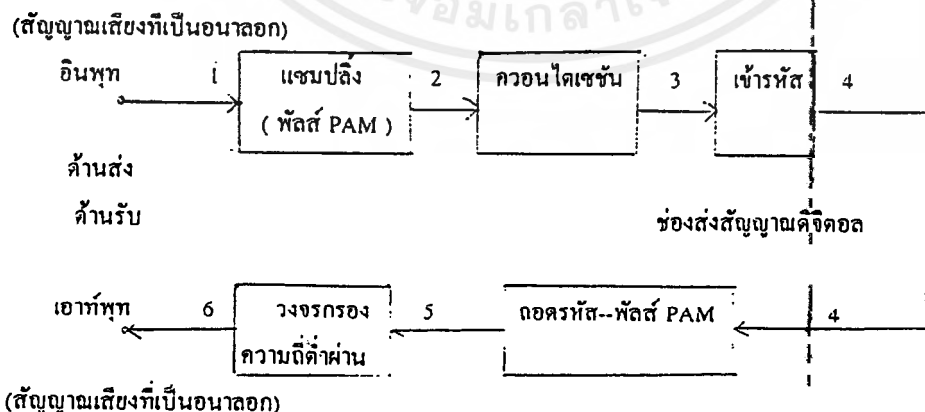 (สัญญาณเสียงที่เป็นอนาลอก)
อินพุท 1 แซมปลิ้ง 2 ควอนไตเซชัน 3 เข้ารหัส 4
( พัลส์ PAM )
ด้านส่ง
ด้านรับ
ช่องส่งสัญญาณดิจิตอล
เอาท์พุท 6 วงจรกรอง 5 ถอดรหัส--พัลส์ PAM 4
ความถี่ต่ำผ่าน
(สัญญาณเสียงที่เป็นอนาลอก)